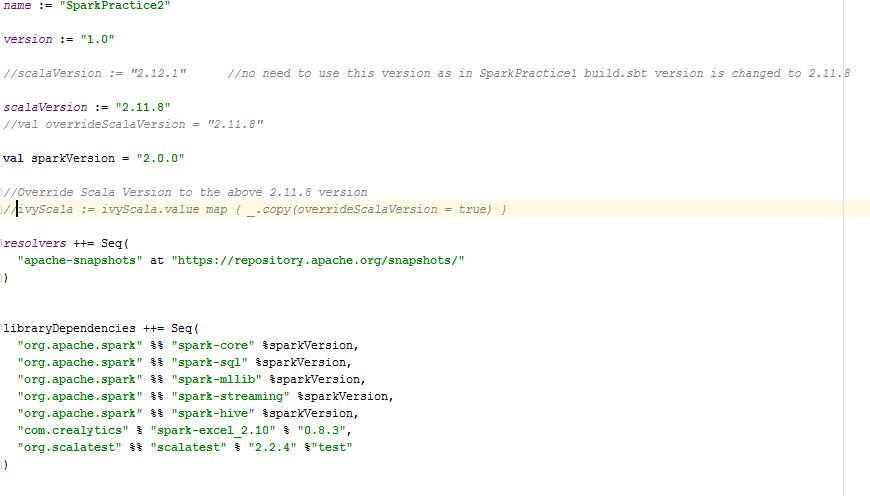 name := "SparkPractice2"
version := "1.0"
//scalaVersion := "2.12.1"      //no need to use this version as in SparkPractice1 build.sbt version is changed to 2.11.8
scalaVersion := "2.11.8"
//val overrideScalaVersion = "2.11.8"
val sparkVersion = "2.0.0"
//Override Scala Version to the above 2.11.8 version
//ivyScala := ivyScala.value map { _.copy(overrideScalaVersion = true) }
resolvers ++= Seq(
  "apache-snapshots" at "https://repository.apache.org/snapshots/"
)
libraryDependencies ++= Seq(
  "org.apache.spark" %% "spark-core" %sparkVersion,
  "org.apache.spark" %% "spark-sql" %sparkVersion,
  "org.apache.spark" %% "spark-mllib" %sparkVersion,
  "org.apache.spark" %% "spark-streaming" %sparkVersion,
  "org.apache.spark" %% "spark-hive" %sparkVersion,
  "com.crealytics" % "spark-excel_2.10" % "0.8.3",
  "org.scalatest" %% "scalatest" % "2.2.4" %"test"
)